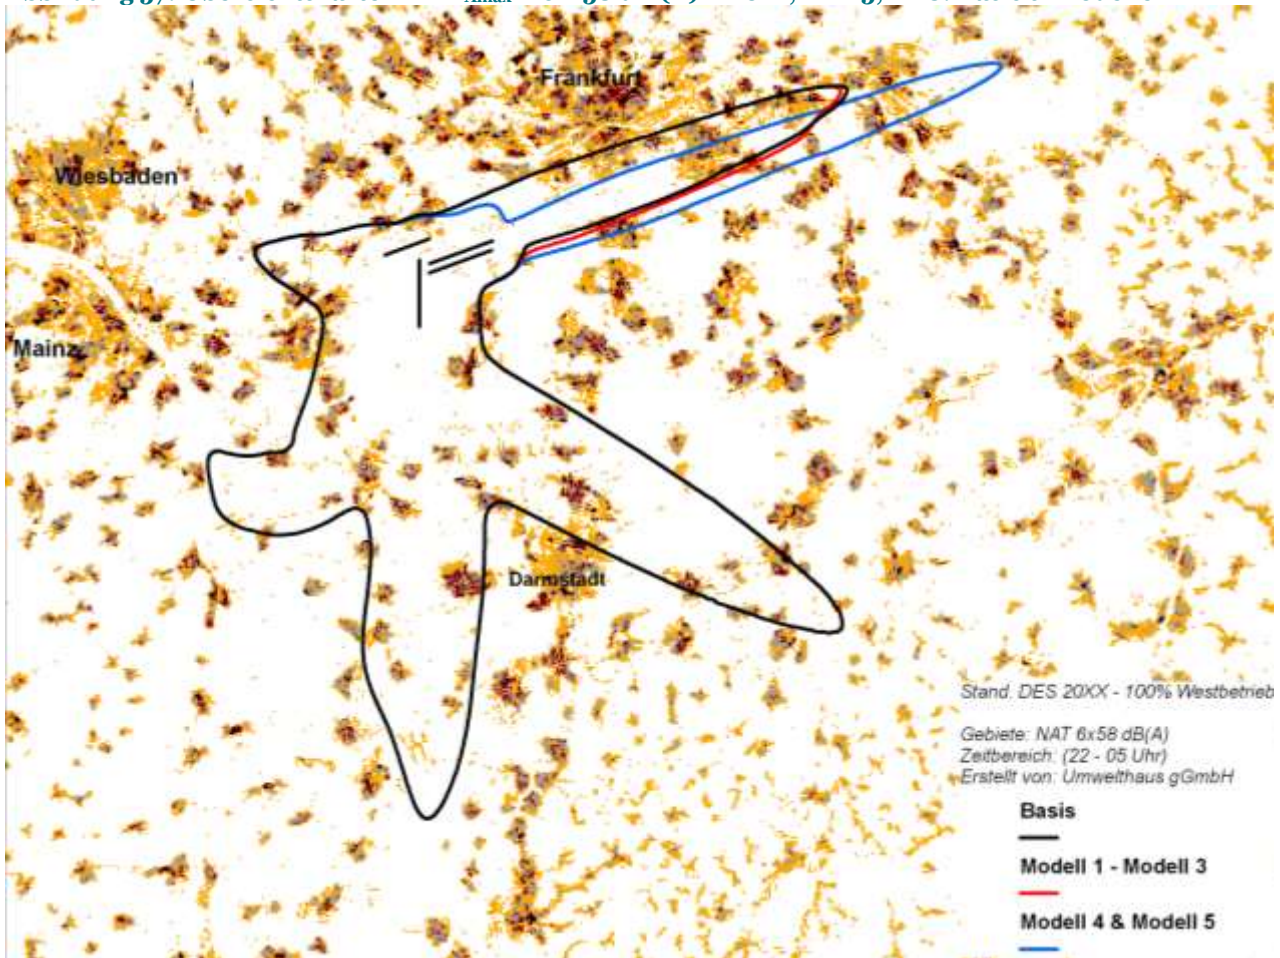 Amax
Frankfurt
Wiesbaden
Mainz
Darmstadt
Stand. DES 20XX - 100% Westbetrieb
Gebiete: NAT 6x58 dB(A)
Zeitbereich: (22 - 05 Uhr)
Erstellt von: Umwelthaus gGmbH
Basis
Modell 1 - Modell 3
Modell 4 & Modell 5